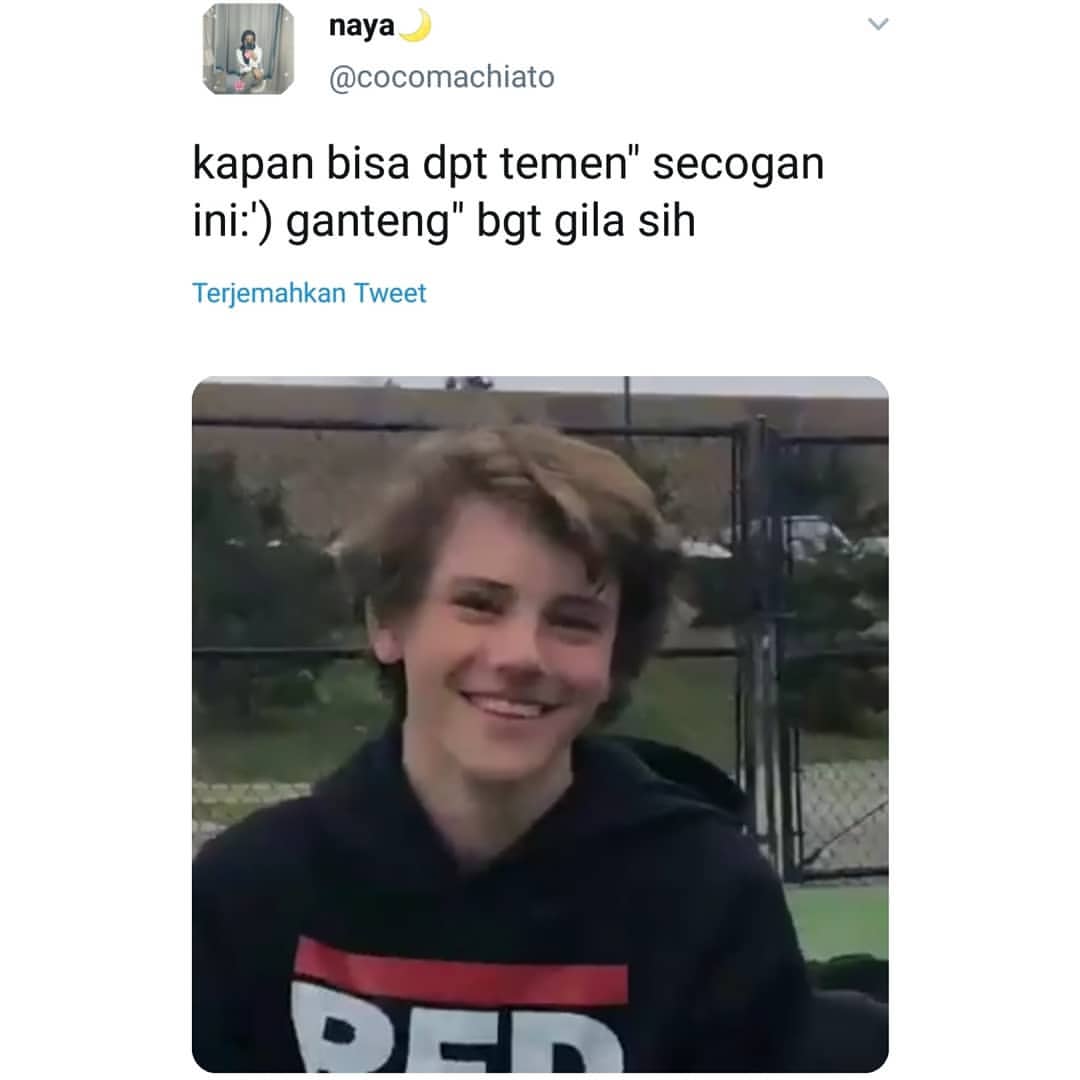 naya🌙
@cocomachiato
kapan bisa dpt temen" secogan
ini:') ganteng" bgt gila sih
Terjemahkan Tweet